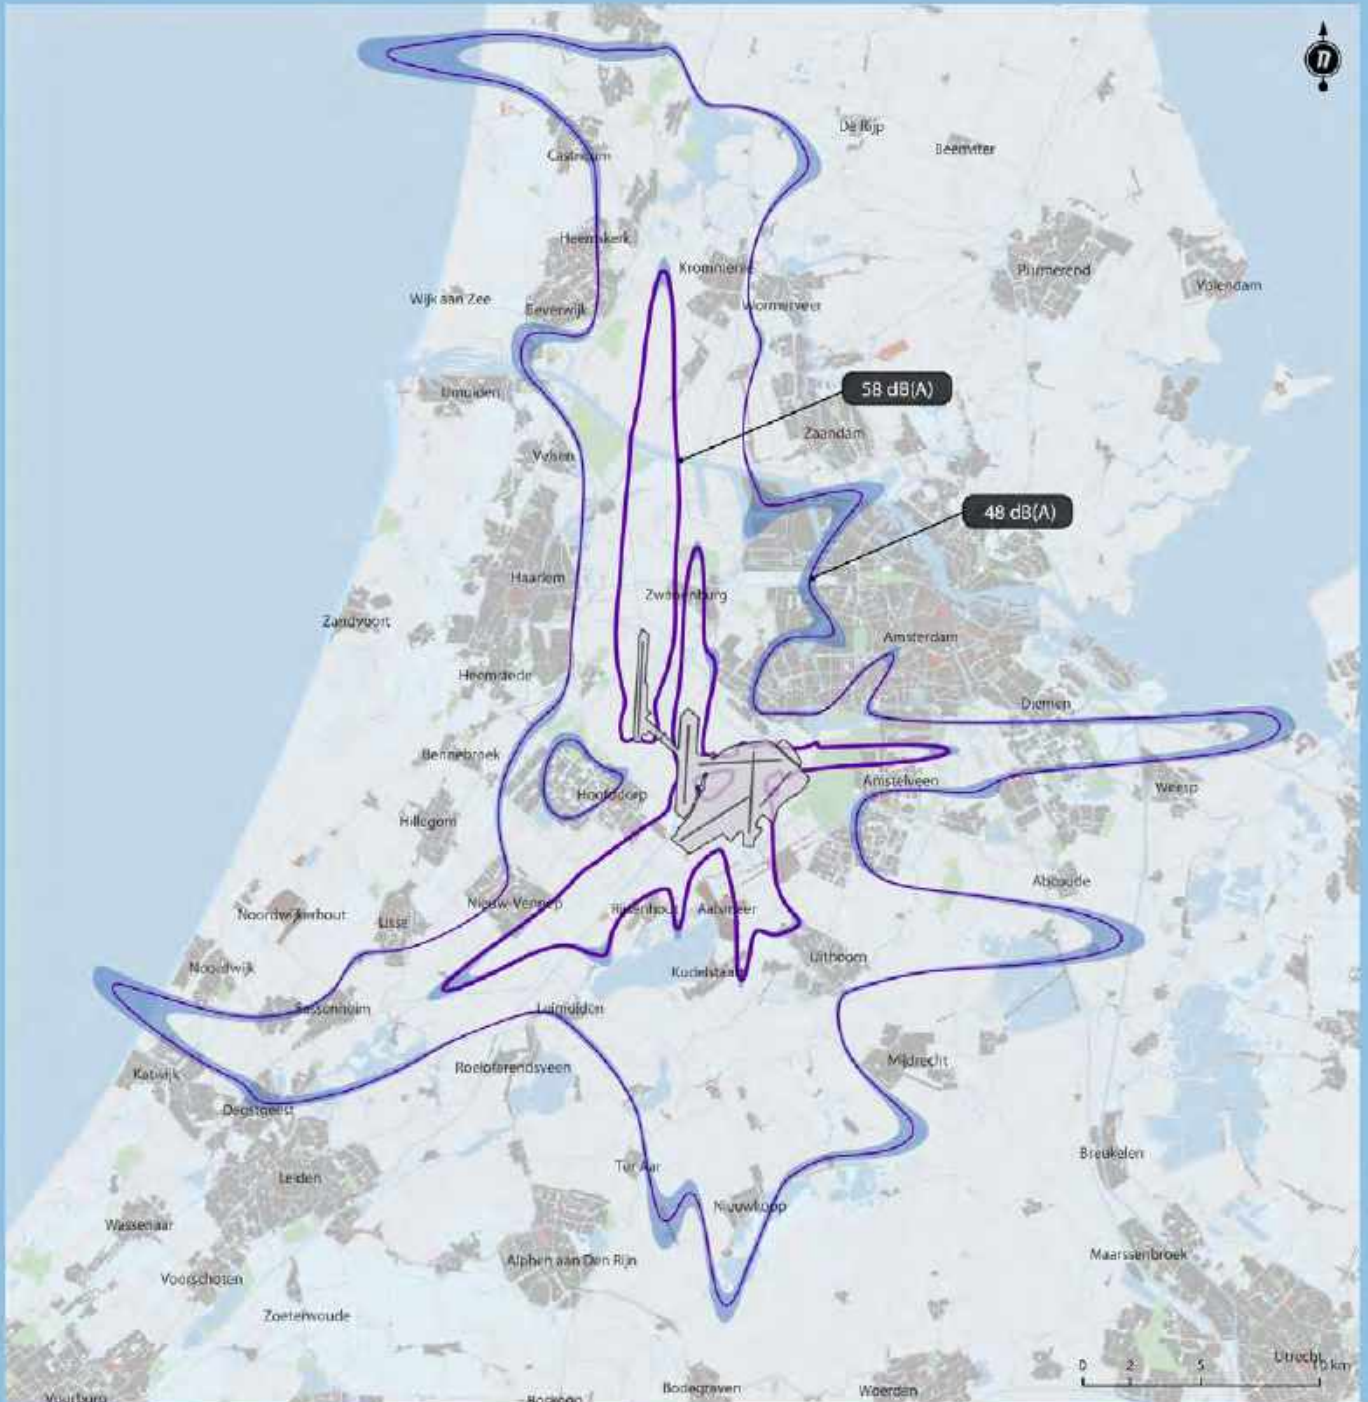 n
De Rijp
Beemster
Castricum
Heemskerk
Krommenie
Purmerend
Volendam
Wijk aan Zee
Beverwijk
Wormerveer
58 dB(A)
IJmuiden
Zaandam
Velsen
48 dB(A)
Haarlem
Zwanenburg
Zandvoort
Amsterdam
Heemstede
Diemen
Bennebroek
Amstelveen
Weesp
Hoofddorp
Hillegom
Abcoude
Nieuw-Vennep
Rijsenhout
Aalsmeer
Noordwijkerhout
Lisse
Uithoorn
Noordwijk
Kudelstaart
Sassenheim
Leimuiden
Mijdrecht
Roelofarendsveen
Katwijk
Oegstgeest
Breukelen
Ter Aar
Leiden
Nieuwkoop
Wassenaar
Maarssenbroek
Alphen aan Den Rijn
Voorschoten
Zoeterwoude
Utrecht
0 2 5 10 km
Bodegraven
Woerden
Voorburg
Boskoop